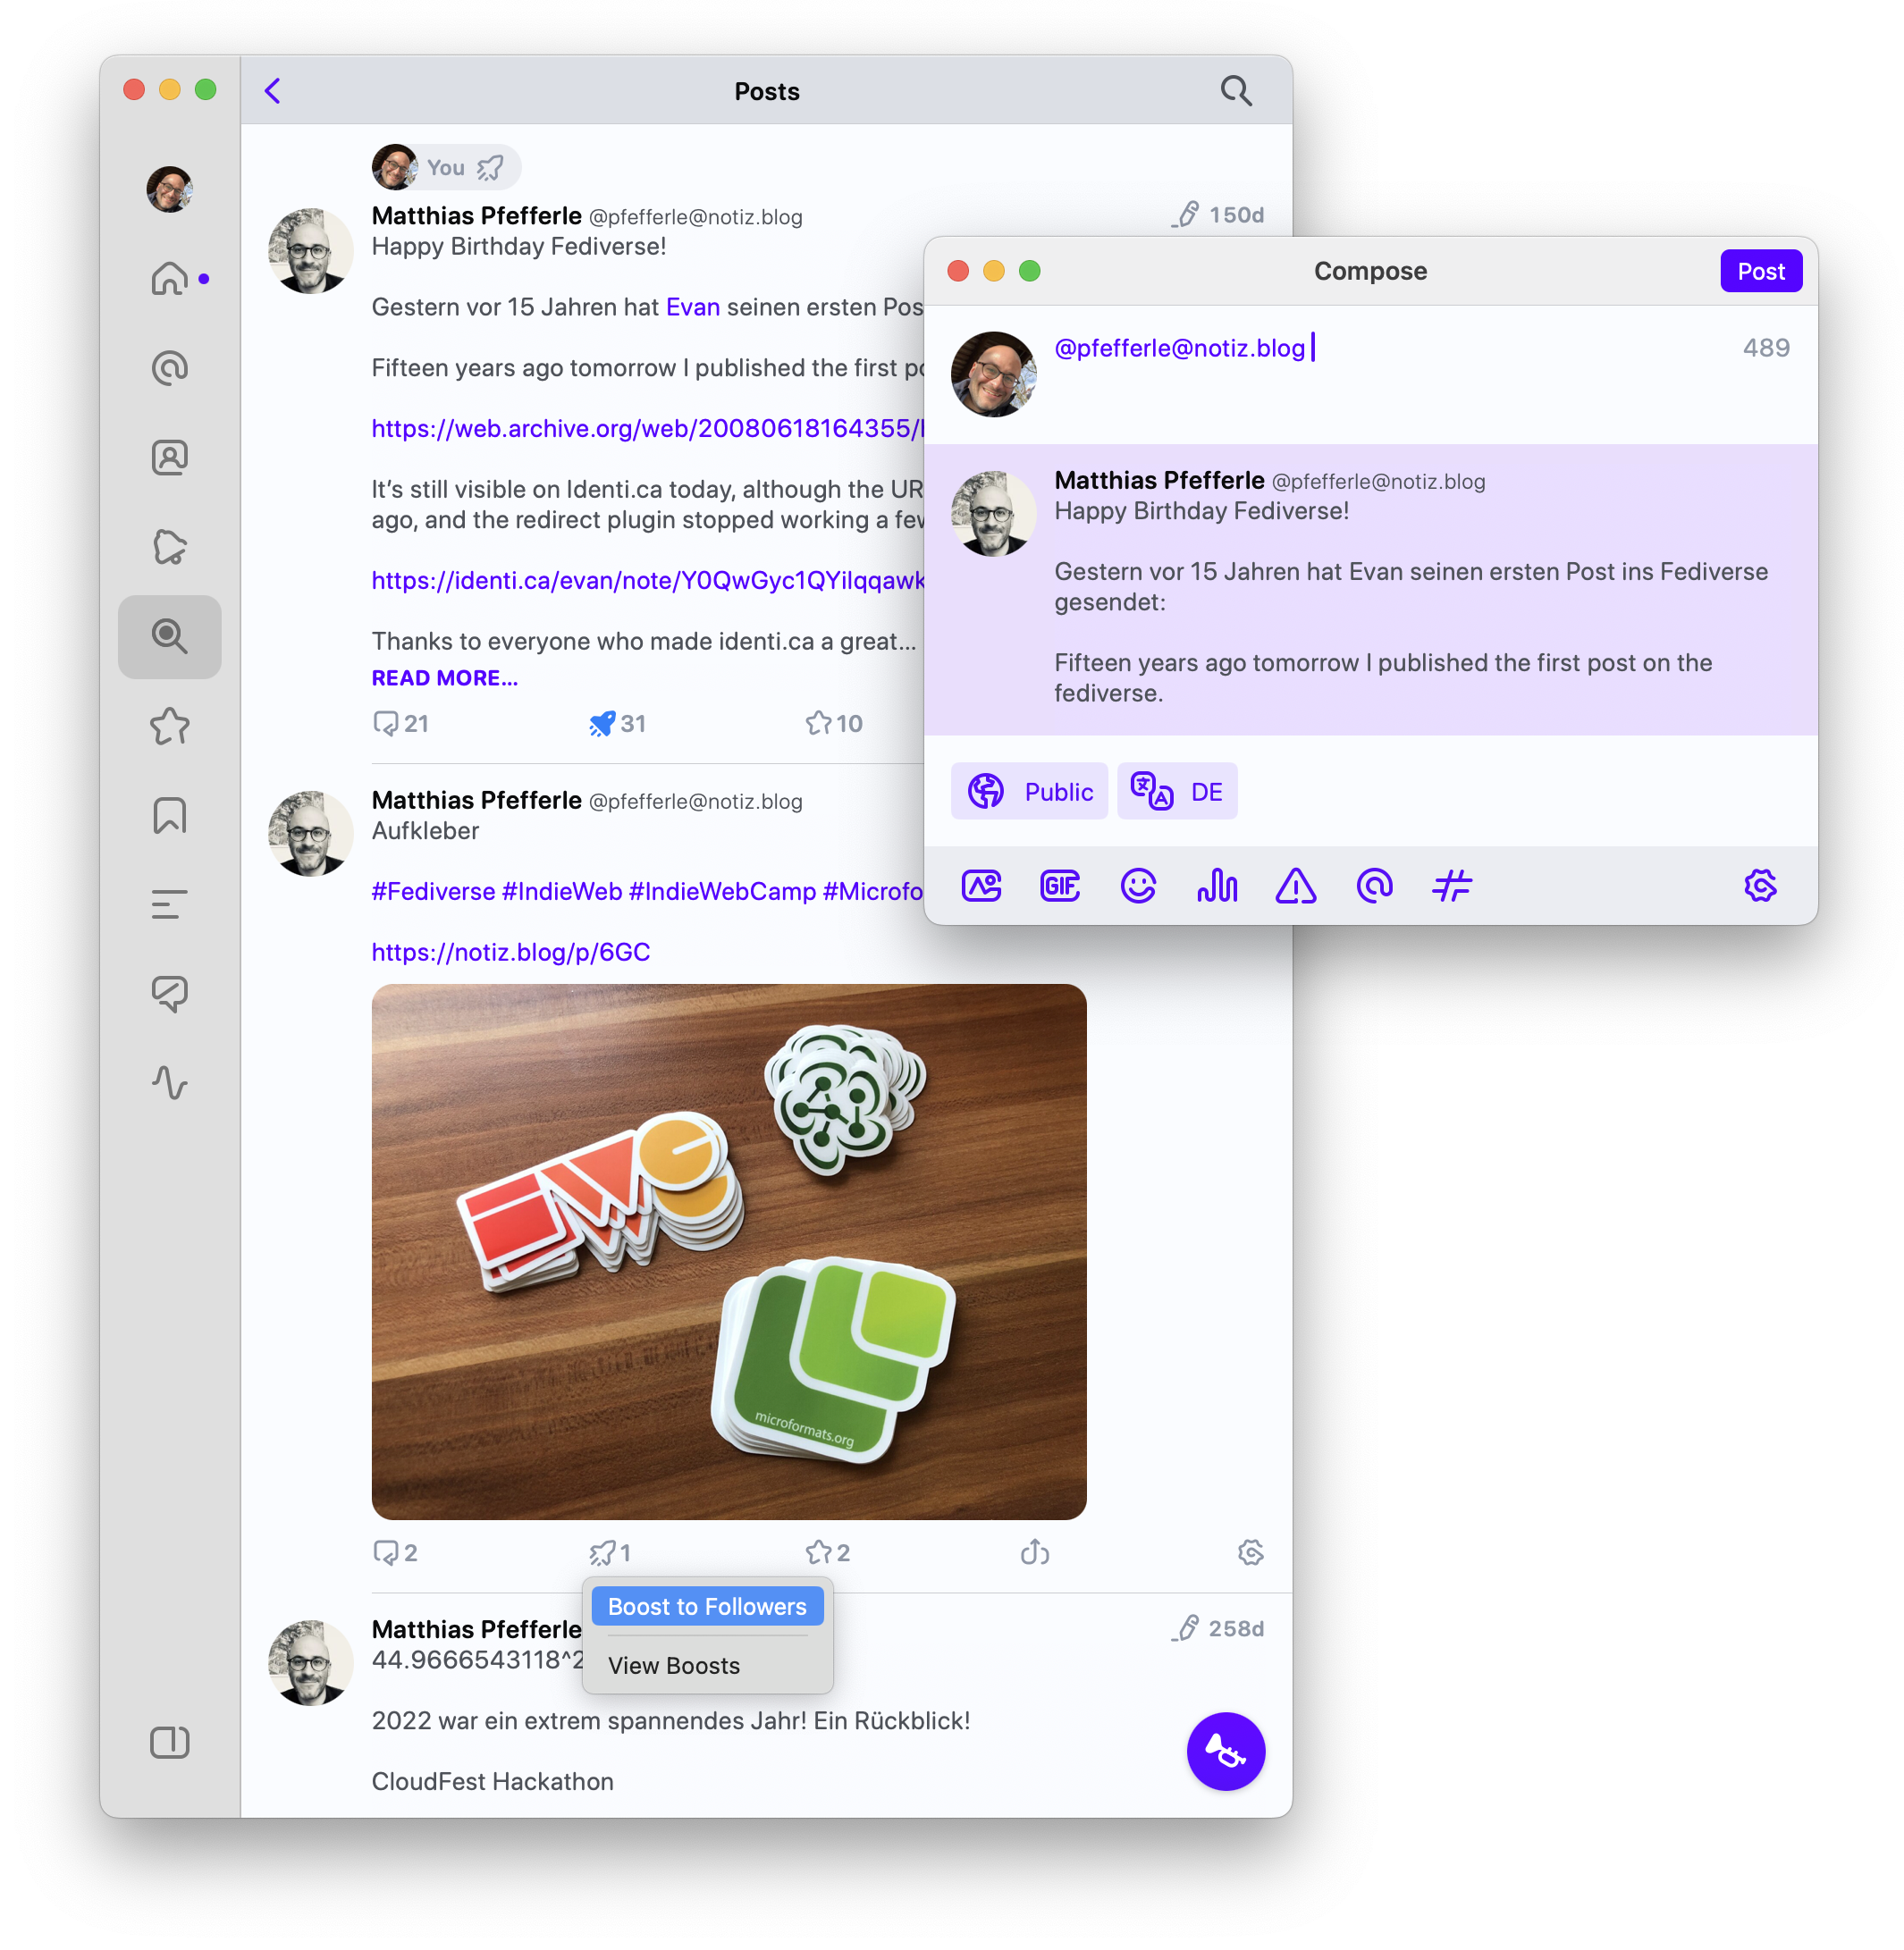 Posts
You
Matthias Pfefferle @pfefferle@notiz.blog
150d
Happy Birthday Fediverse!
Gestern vor 15 Jahren hat Evan seinen ersten Pos
Fifteen years ago tomorrow I published the first po
https://web.archive.org/web/20080618164355/
It’s still visible on Identi.ca today, although the UR
ago, and the redirect plugin stopped working a few
https://identi.ca/evan/note/Y0QwGyc1QYilqqawk
Thanks to everyone who made identi.ca a great...
READ MORE...
21
31
10
Matthias Pfefferle @pfefferle@notiz.blog
Aufkleber
#Fediverse #IndieWeb #IndieWebCamp #Microfo
https://notiz.blog/p/6GC
iWC
microformats.org
2
1
2
Boost to Followers
View Boosts
Matthias Pfefferle
258d
44.9666543118^2
2022 war ein extrem spannendes Jahr! Ein Rückblick!
CloudFest Hackathon
Compose
Post
@pfefferle@notiz.blog
489
Matthias Pfefferle @pfefferle@notiz.blog
Happy Birthday Fediverse!
Gestern vor 15 Jahren hat Evan seinen ersten Post ins Fediverse
gesendet:
Fifteen years ago tomorrow I published the first post on the
fediverse.
Public
DE
GIF